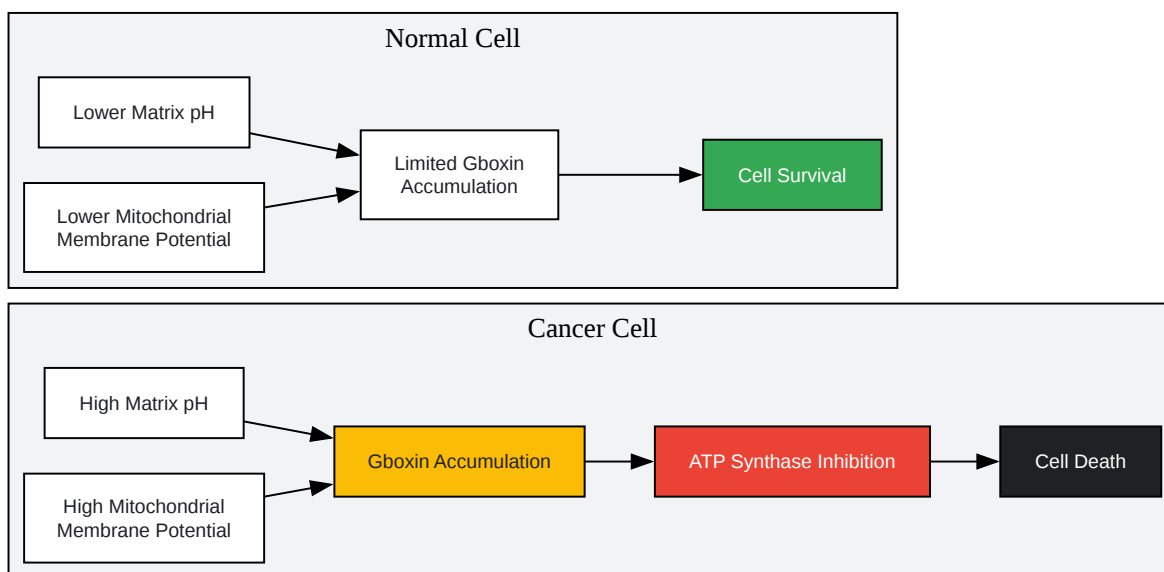 Normal Cell
Lower Matrix pH
Lower Mitochondrial
Membrane Potential
Limited Gboxin
Accumulation
Cell Survival
Cancer Cell
High Matrix pH
High Mitochondrial
Membrane Potential
Gboxin Accumulation
ATP Synthase Inhibition
Cell Death